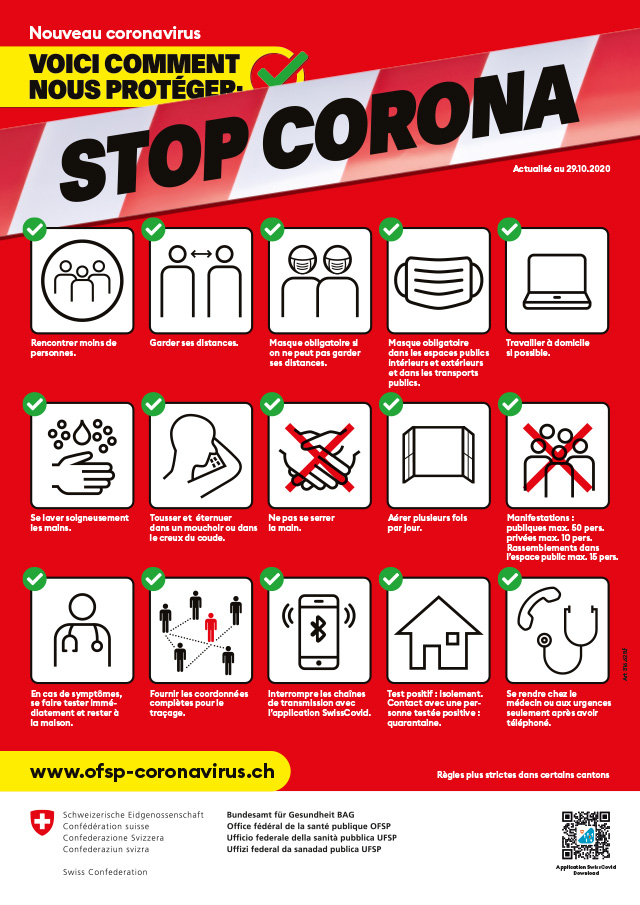 Nouveau coronavirus
VOICI COMMENT
NOUS PROTÉGER:
STOP CORONA
Actualisé au 29.10.2020
Rencontrer moins de
personnes.
Garder ses distances.
Masque obligatoire si
on ne peut pas garder
ses distances.
Masque obligatoire
dans les espaces publics
intérieurs et extérieurs
et dans les transports
publics.
Travailler à domicile
si possible.
Se laver soigneusement
les mains.
Tousser et éternuer
dans un mouchoir ou dans
le creux du coude.
Ne pas se serrer
la main.
Aérer plusieurs fois
par jour.
Manifestations :
publiques max. 50 pers.
privées max. 10 pers.
Rassemblements dans
l'espace public max. 15 pers.
En cas de symptômes,
se faire tester immé-
diatement et rester à
la maison.
Fournir les coordonnées
complètes pour le
traçage.
Interrompre les chaînes
de transmission avec
l'application SwissCovid.
Test positif : isolement.
Contact avec une per-
sonne testée positive :
quarantaine.
Se rendre chez le
médecin ou aux urgences
seulement après avoir
téléphoné.
www.ofsp-coronavirus.ch
Règles plus strictes dans certains cantons
Schweizerische Eidgenossenschaft
Confédération suisse
Confederazione Svizzera
Confederaziun svizra
Swiss Confederation
Bundesamt für Gesundheit BAG
Office fédéral de la santé publique OFSP
Ufficio federale della sanità pubblica UFSP
Uffizi federal da sanadad publica UFSP
Application SwissCovid
Download